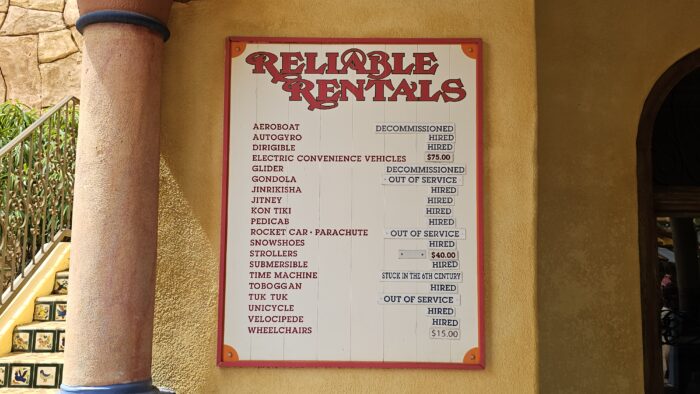 RELIABLE
RENTALS
AEROBOAT DECOMMISSIONED
AUTOGYRO HIRED
DIRIGIBLE HIRED
ELECTRIC CONVENIENCE VEHICLES $75.00
GLIDER DECOMMISSIONED
GONDOLA OUT OF SERVICE
JINRIKISHA HIRED
JITNEY HIRED
KON TIKI HIRED
PEDICAB HIRED
ROCKET CAR • PARACHUTE OUT OF SERVICE
SNOWSHOES HIRED
STROLLERS $40.00
SUBMERSIBLE HIRED
TIME MACHINE STUCK IN THE 6TH CENTURY
TOBOGGAN HIRED
TUK TUK OUT OF SERVICE
UNICYCLE HIRED
VELOCIPEDE HIRED
WHEELCHAIRS $15.00